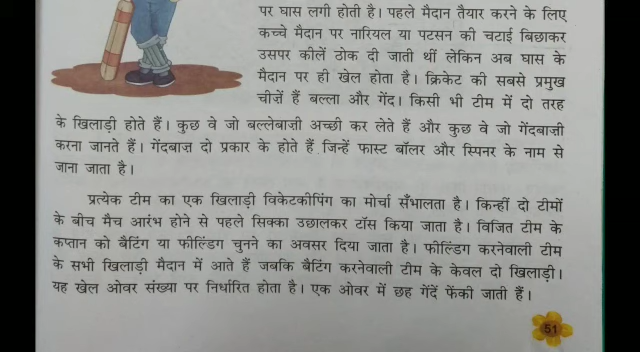 पर घास लगी होती है। पहले मैदान तैयार करने के लिए
कच्चे मैदान पर नारियल या पटसन की चटाई बिछाकर
उसपर कीलें ठोक दी जाती थीं लेकिन अब घास के
मैदान पर ही खेल होता है। क्रिकेट की सबसे प्रमुख
चीज़ें हैं बल्ला और गेंद। किसी भी टीम में दो तरह
के खिलाड़ी होते हैं। कुछ वे जो बल्लेबाज़ी अच्छी कर लेते हैं और कुछ वे जो गेंदबाज़ी
करना जानते हैं। गेंदबाज़ दो प्रकार के होते हैं जिन्हें फास्ट बॉलर और स्पिनर के नाम से
जाना जाता है।
प्रत्येक टीम का एक खिलाड़ी विकेटकीपिंग का मोर्चा सँभालता है। किन्हीं दो टीमों
के बीच मैच आरंभ होने से पहले सिक्का उछालकर टॉस किया जाता है। विजित टीम के
कप्तान को बैटिंग या फील्डिंग चुनने का अवसर दिया जाता है। फील्डिंग करनेवाली टीम
के सभी खिलाड़ी मैदान में आते हैं जबकि बैटिंग करनेवाली टीम के केवल दो खिलाड़ी।
यह खेल ओवर संख्या पर निर्धारित होता है। एक ओवर में छह गेंदें फेंकी जाती हैं।
51